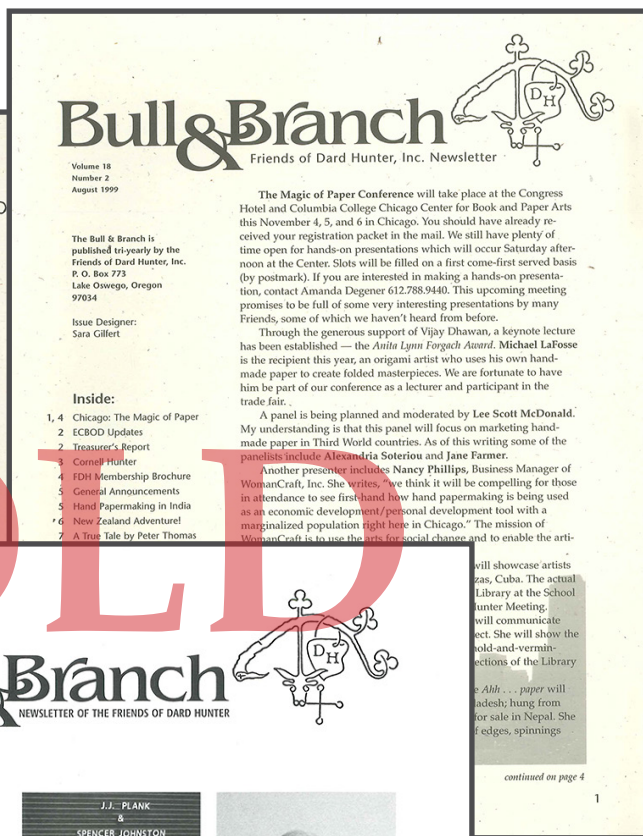 Bull&Branch
DH
Friends of Dard Hunter, Inc. Newsletter
Volume 18
Number 2
August 1999
The Bull & Branch is
published tri-yearly by the
Friends of Dard Hunter, Inc.
P. O. Box 773
Lake Oswego, Oregon
97034
Issue Designer:
Sara Gilfert
Inside:
1, 4 Chicago: The Magic of Paper
2 ECBOD Updates
2 Treasurer's Report
3 Cornell Hunter
4 FDH Membership Brochure
5 General Announcements
5 Hand Papermaking in India
6 New Zealand Adventure!
7 A True Tale by Peter Thomas
The Magic of Paper Conference will take place at the Congress
Hotel and Columbia College Chicago Center for Book and Paper Arts
this November 4, 5, and 6 in Chicago. You should have already re-
ceived your registration packet in the mail. We still have plenty of
time open for hands-on presentations which will occur Saturday after-
noon at the Center. Slots will be filled on a first come-first served basis
(by postmark). If you are interested in making a hands-on presenta-
tion, contact Amanda Degener 612.788.9440. This upcoming meeting
promises to be full of some very interesting presentations by many
Friends, some of which we haven't heard from before.
Through the generous support of Vijay Dhawan, a keynote lecture
has been established — the Anita Lynn Forgach Award. Michael LaFosse
is the recipient this year, an origami artist who uses his own hand-
made paper to create folded masterpieces. We are fortunate to have
him be part of our conference as a lecturer and participant in the
trade fair.
A panel is being planned and moderated by Lee Scott McDonald.
My understanding is that this panel will focus on marketing hand-
made paper in Third World countries. As of this writing some of the
panelists include Alexandria Soteriou and Jane Farmer.
Another presenter includes Nancy Phillips, Business Manager of
WomanCraft, Inc. She writes, "we think it will be compelling for those
in attendance to see first-hand how hand papermaking is being used
as an economic development/personal development tool with a
marginalized population right here in Chicago." The mission of
WomanCraft is to use the arts for social change and to enable the arti-
will showcase artists
zas, Cuba. The actual
Library at the School
Hunter Meeting.
will communicate
ect. She will show the
old-and-vermin-
ections of the Library
e Ahh . . . paper will
ladesh; hung from
for sale in Nepal. She
f edges, spinnings
continued on page 4
1
OLD
Branch
DH
NEWSLETTER OF THE FRIENDS OF DARD HUNTER
J.J. PLANK
&
SPENCER JOHNSTON